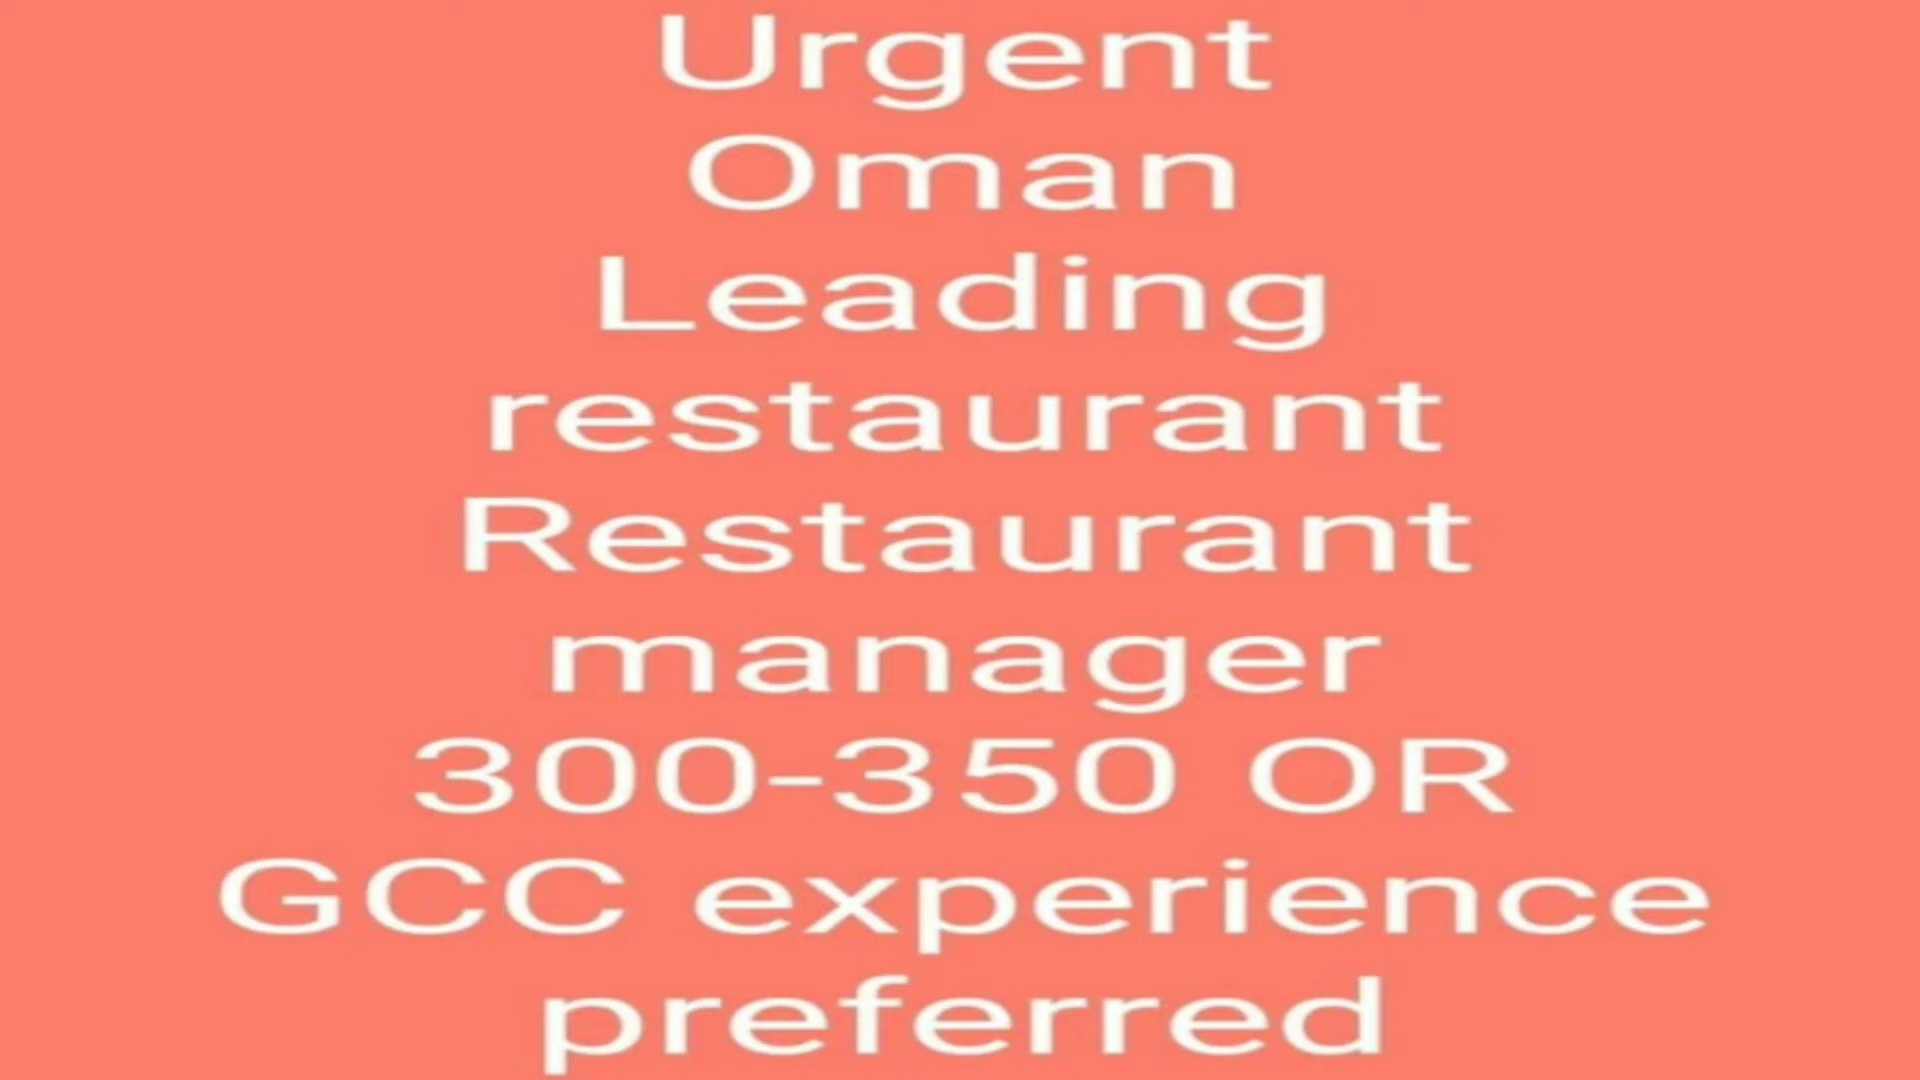 Urgent
Oman
Leading
restaurant
Restaurant
manager
300-350 OR
GCC experience
preferred